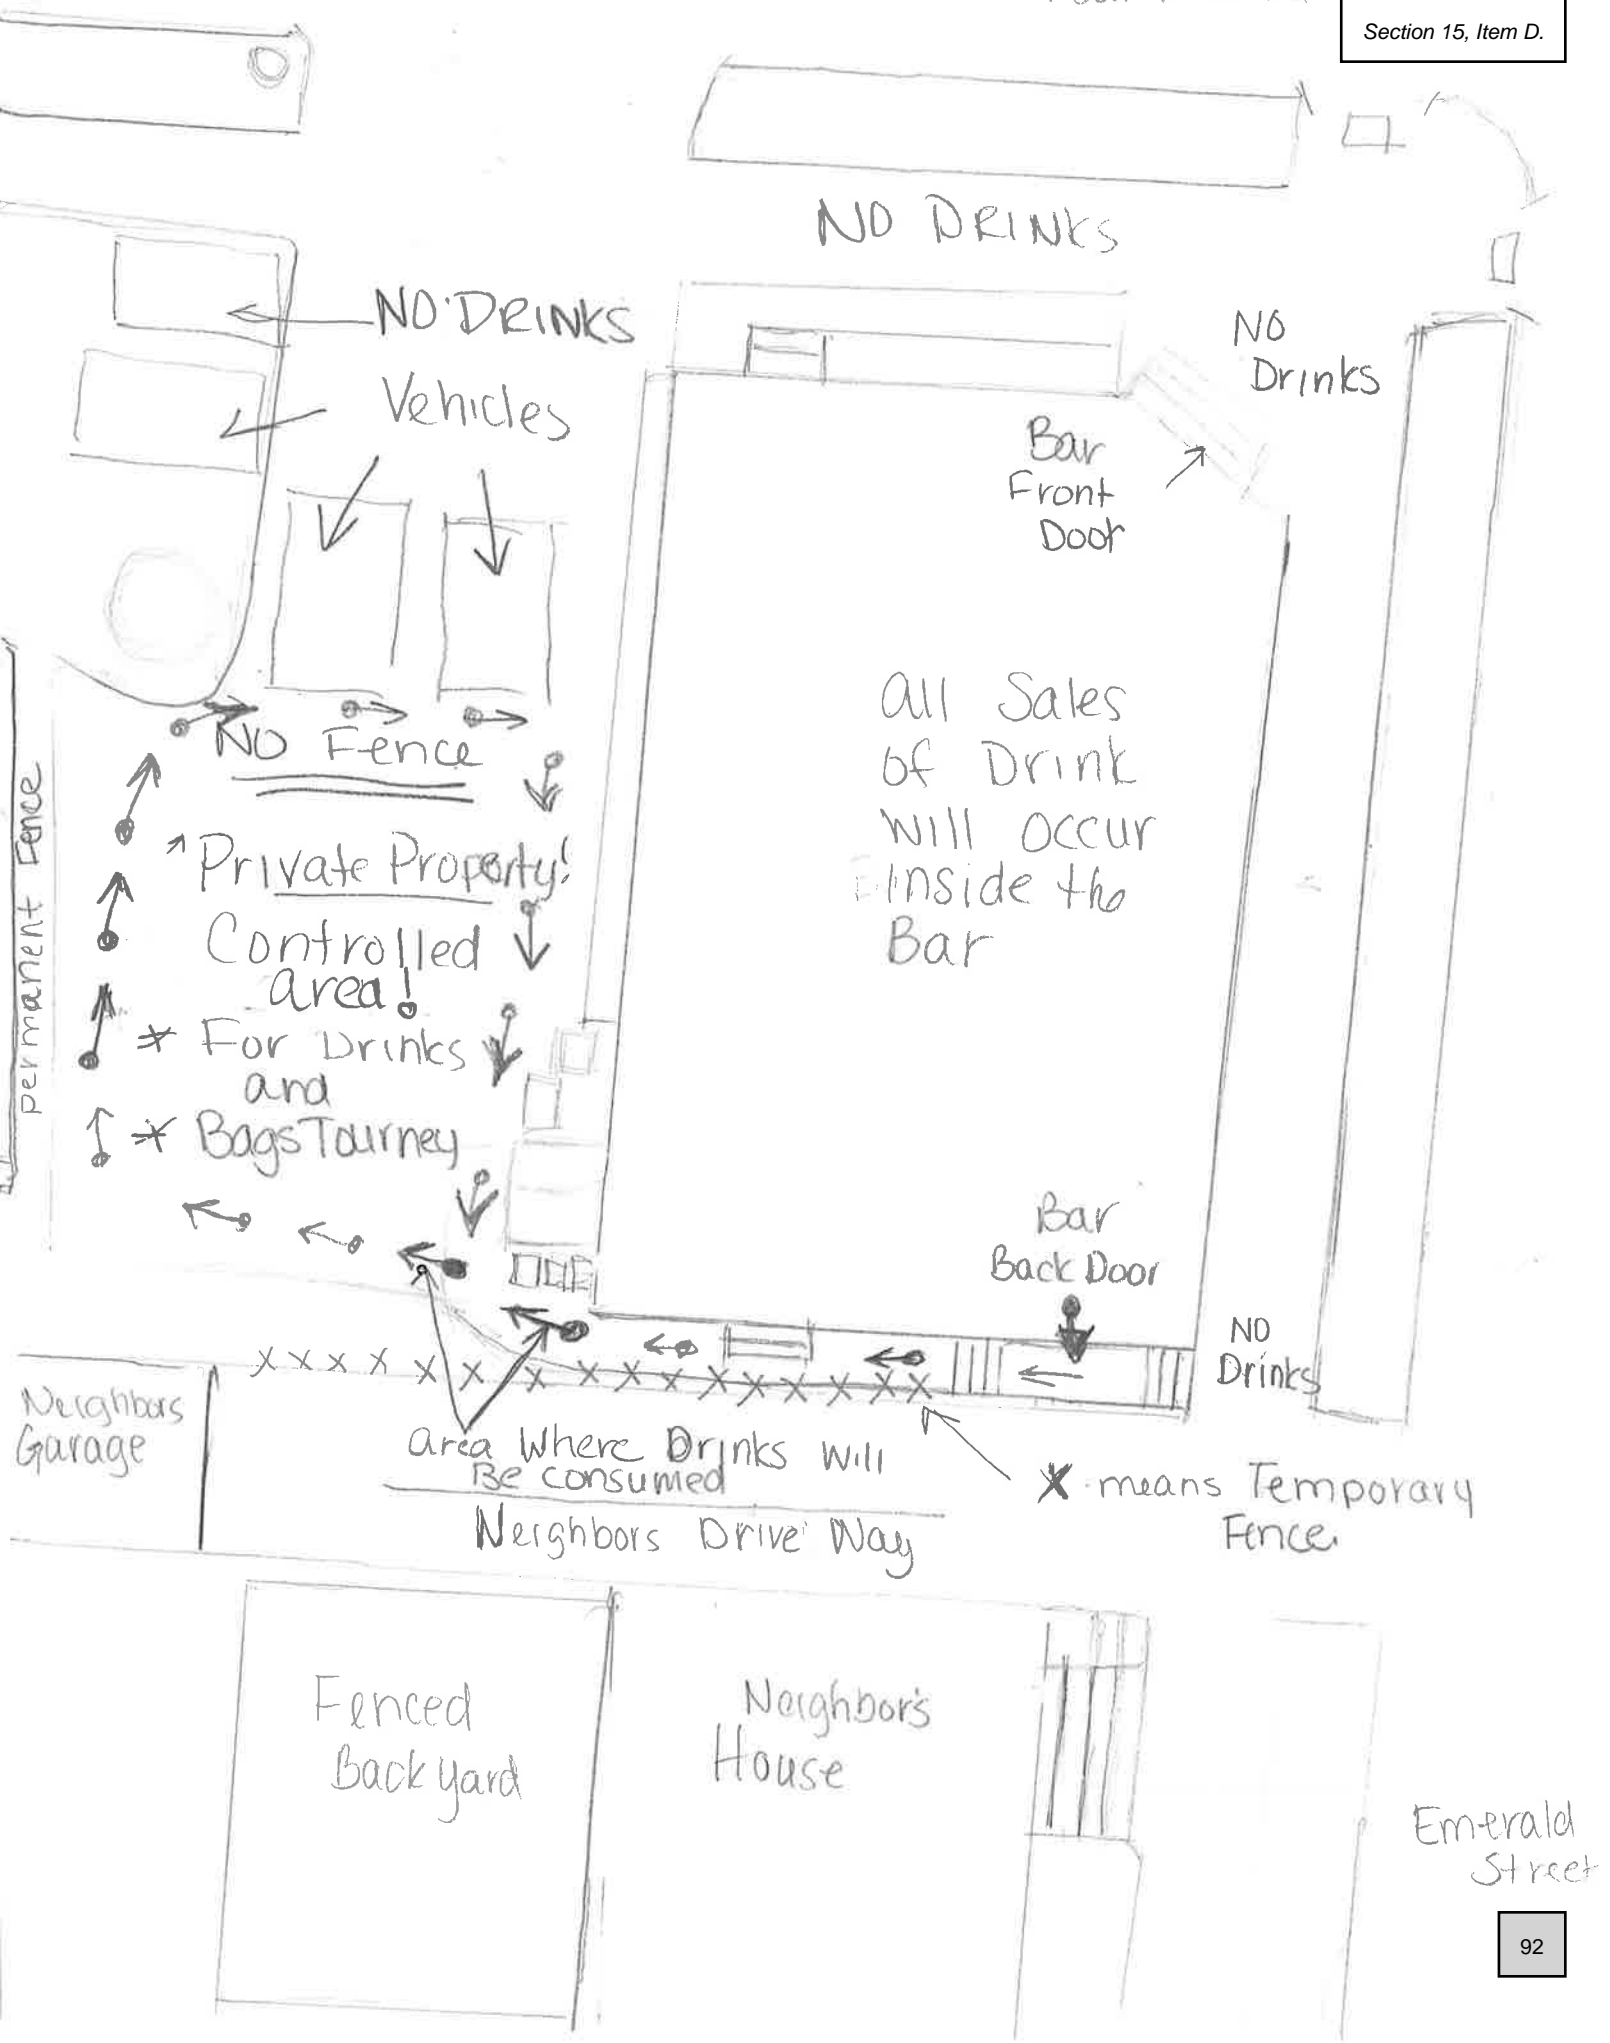 Section 15, Item D.
NO DRINKS
NO DRINKS
Vehicles
NO
Drinks
Bar
Front
Door
NO Fence
Private Property!
Controlled
area!
* For Drinks
and
* Bags Tourney
permanent Fence
All Sales
of Drink
Will occur
Inside the
Bar
Bar
Back Door
NO
Drinks
Neighbors
Garage
area Where Drinks Will
Be consumed
Neighbors Drive Way
X means Temporary
Fence
Fenced
Back yard
Neighbor's
House
Emerald
Street
92